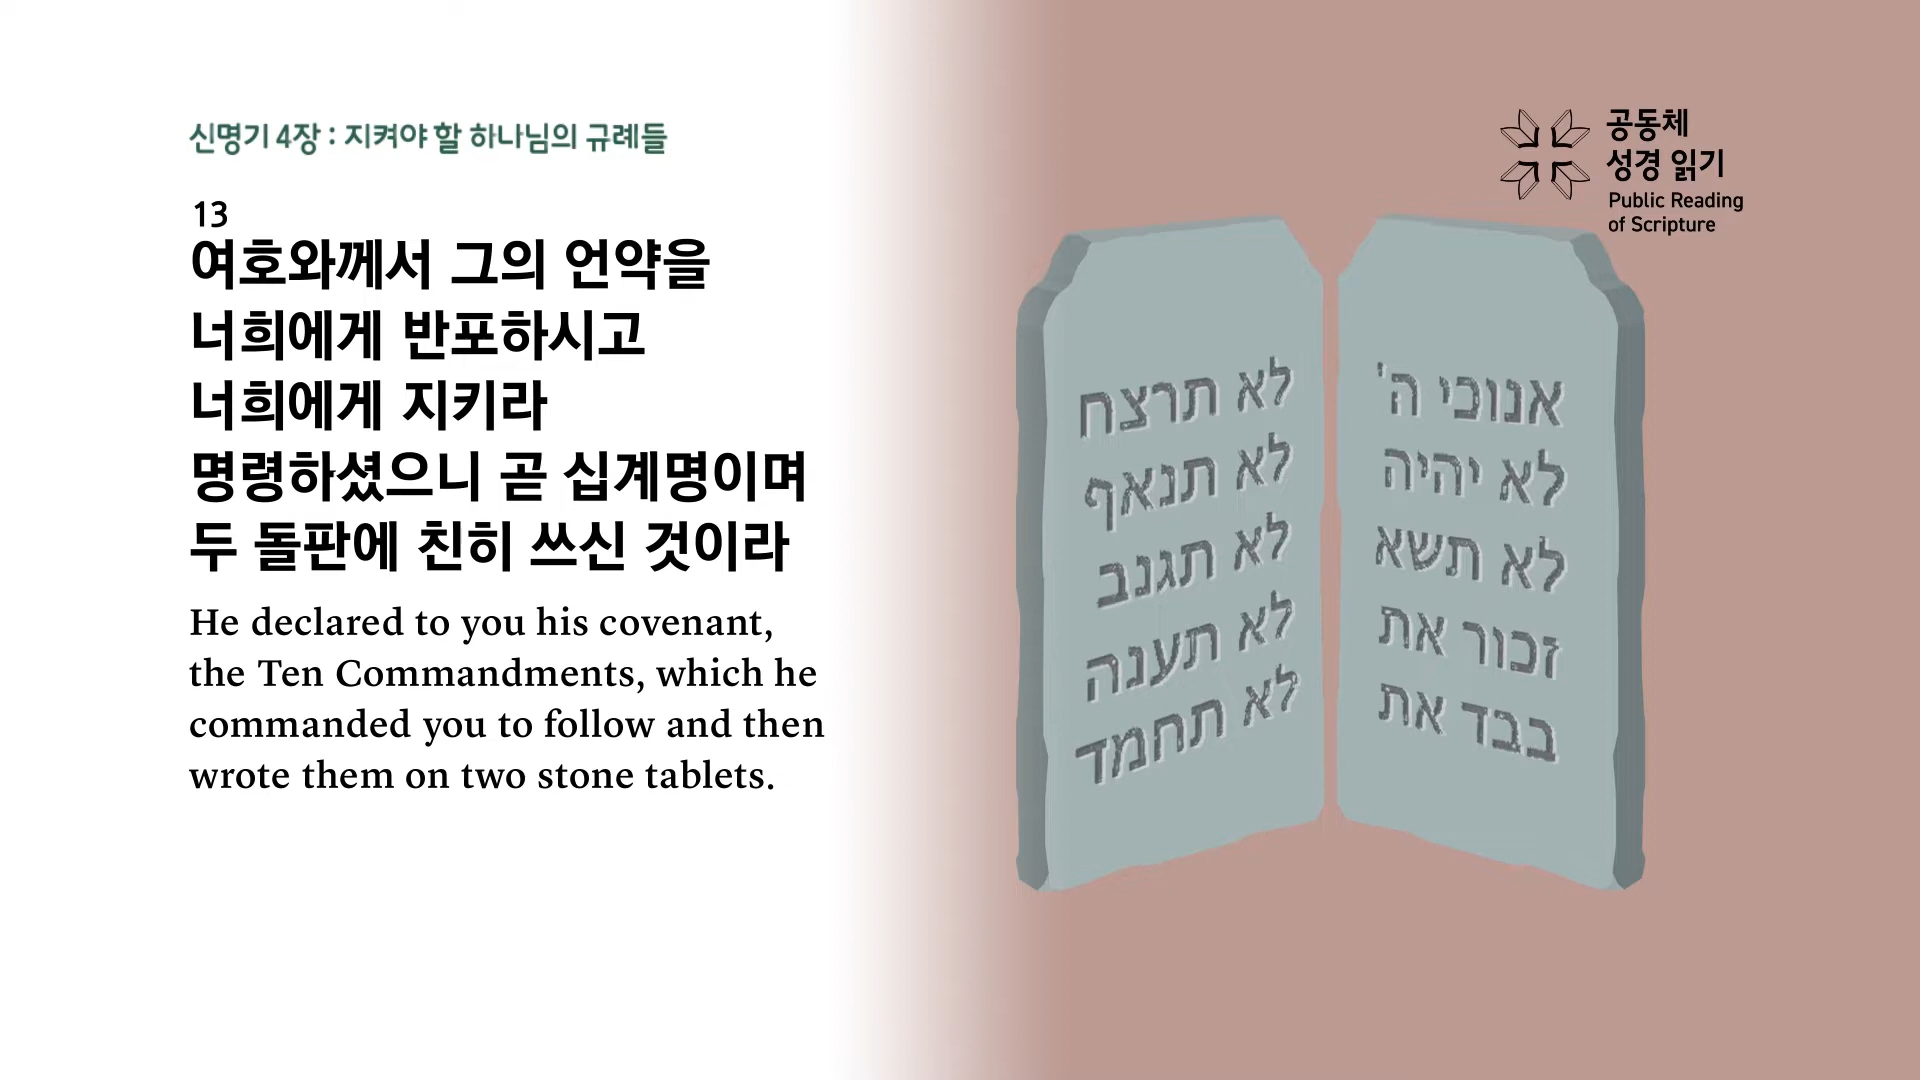 신명기 4장 : 지켜야 할 하나님의 규례들
13
여호와께서 그의 언약을
너희에게 반포하시고
너희에게 지키라
명령하셨으니 곧 십계명이며
두 돌판에 친히 쓰신 것이라
He declared to you his covenant,
the Ten Commandments, which he
commanded you to follow and then
wrote them on two stone tablets.
공동체
성경 읽기
Public Reading
of Scripture
אנוכי ה'
לא יהיה
לא תשא
זכור את
בבד את
לא תרצח
לא תנאף
לא תגנב
לא תענה
לא תחמד